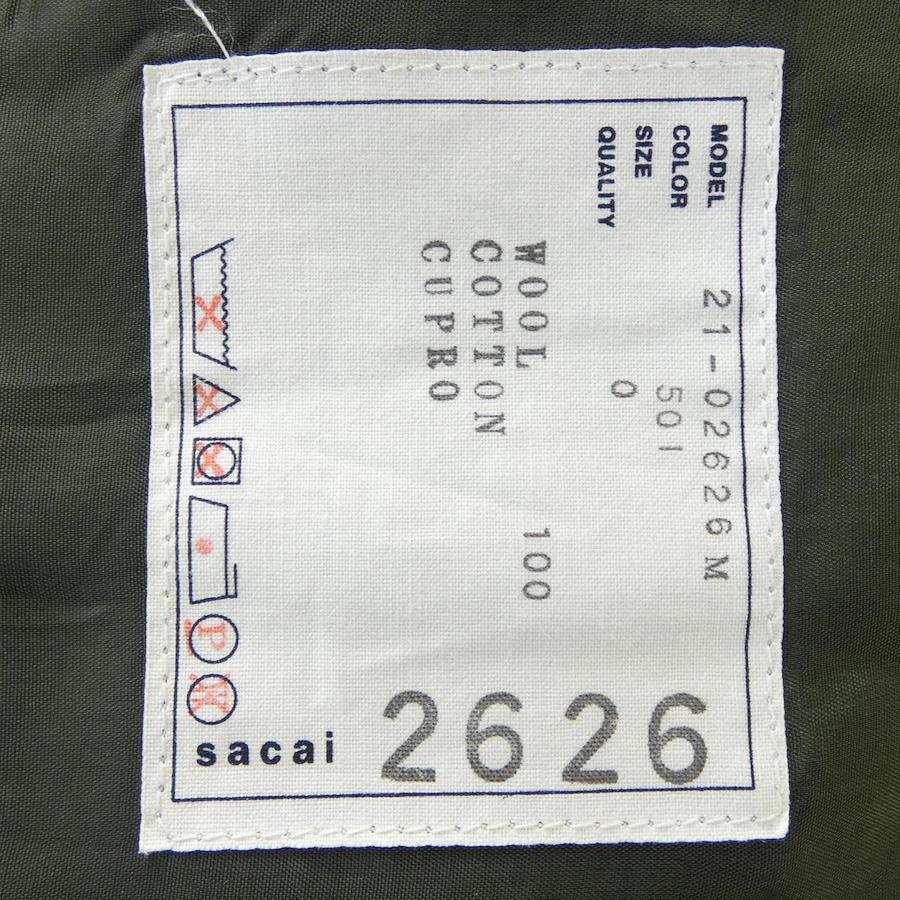 MODEL 21-02626M
COLOR 501
SIZE 0
QUALITY
WOOL 100
COTTON
CUPRO
P
W
sacai
2626